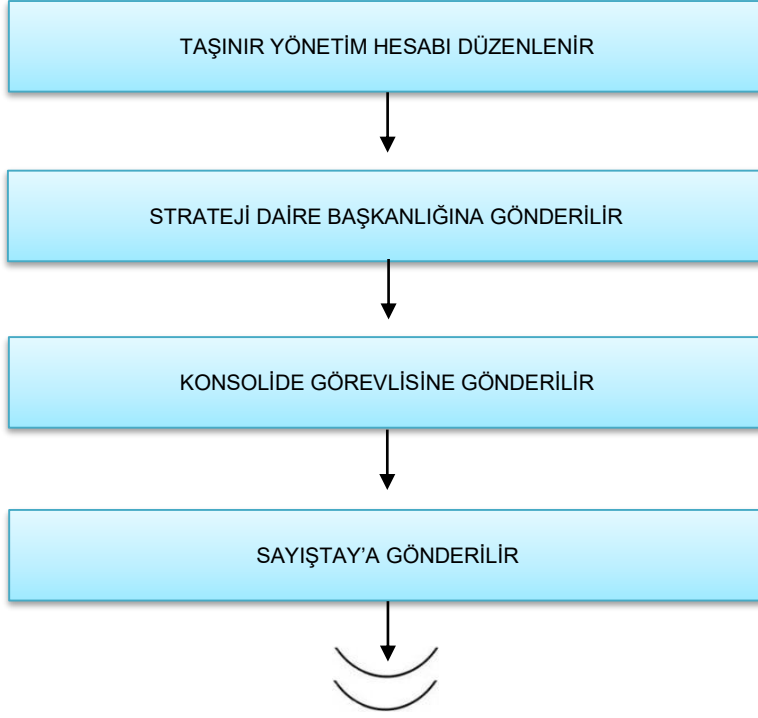 TAŞINIR YÖNETİM HESABI DÜZENLENİR
STRATEJİ DAİRE BAŞKANLIĞINA GÖNDERİLİR
KONSOLİDE GÖREVLİSİNE GÖNDERİLİR
SAYIŞTAY’A GÖNDERİLİR